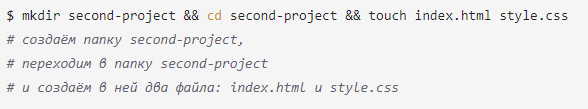 $ mkdir second-project && cd second-project && touch index.html style.css
# создаём папку second-project,
# переходим в папку second-project
# и создаём в ней два файла: index.html и style.css